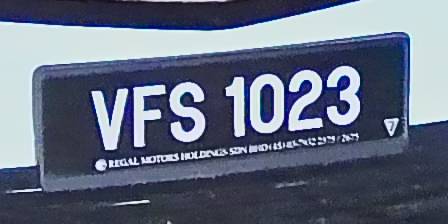 VFS 1023
REGAL MOTORS HOLDINGS SDN BHD